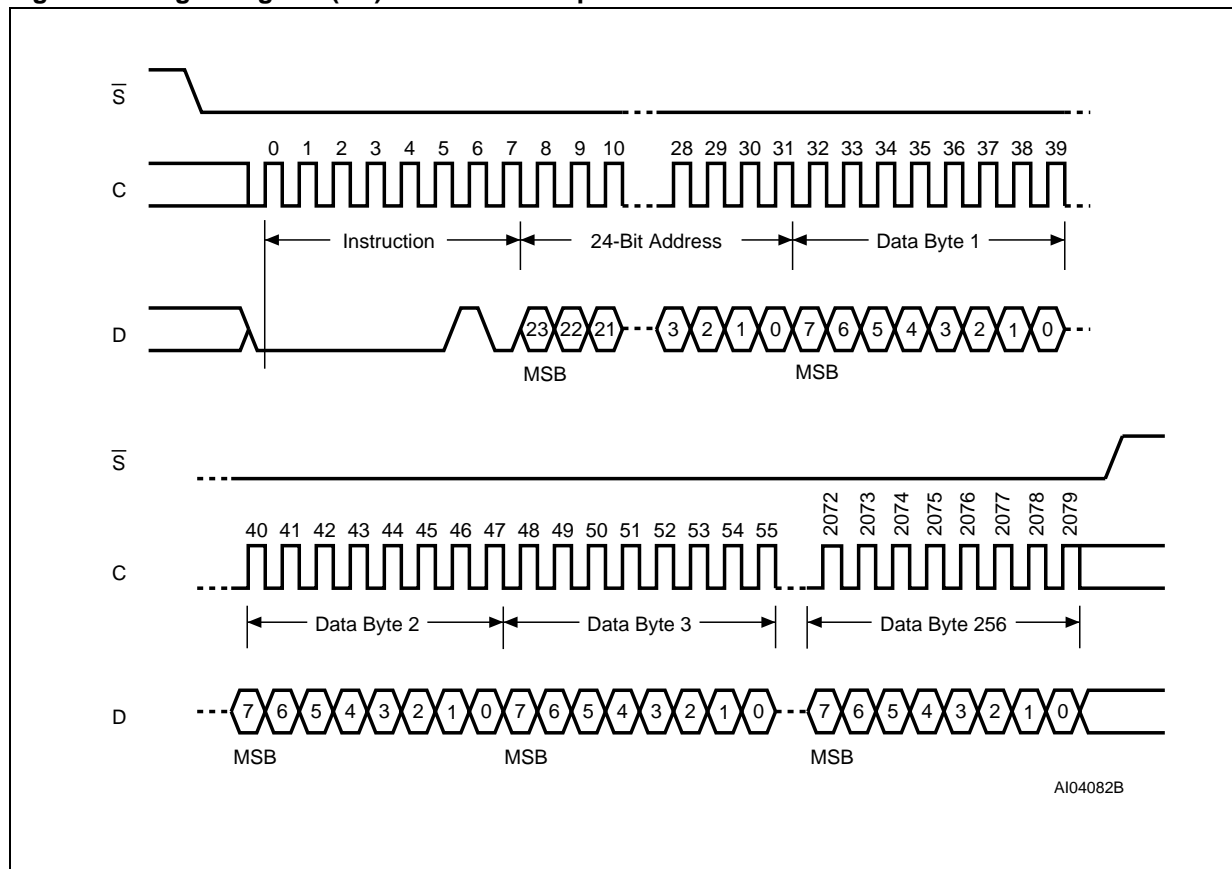 S
0 1 2 3 4 5 6 7 8 9 10 28 29 30 31 32 33 34 35 36 37 38 39
C
Instruction 24-Bit Address Data Byte 1
D 23 22 21 3 2 1 0 7 6 5 4 3 2 1 0
MSB MSB
S
40 41 42 43 44 45 46 47 48 49 50 51 52 53 54 55 2072 2073 2074 2075 2076 2077 2078 2079
C
Data Byte 2 Data Byte 3 Data Byte 256
D 7 6 5 4 3 2 1 0 7 6 5 4 3 2 1 0 7 6 5 4 3 2 1 0
MSB MSB MSB
AI04082B